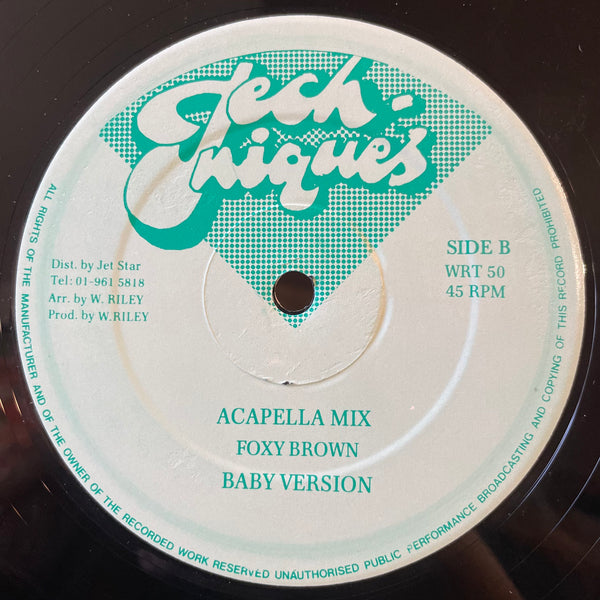 Tech-
niques
SIDE B
WRT 50
45 RPM
Dist. by Jet Star
Tel: 01-961 5818
Arr. by W. RILEY
Prod. by W.RILEY
ACAPELLA MIX
FOXY BROWN
BABY VERSION
ALL RIGHTS OF THE MANUFACTURER AND OF THE OWNER OF THE RECORDED WORK RESERVED UNAUTHORISED PUBLIC PERFORMANCE BROADCASTING AND COPYING OF THIS RECORD PROHIBITED